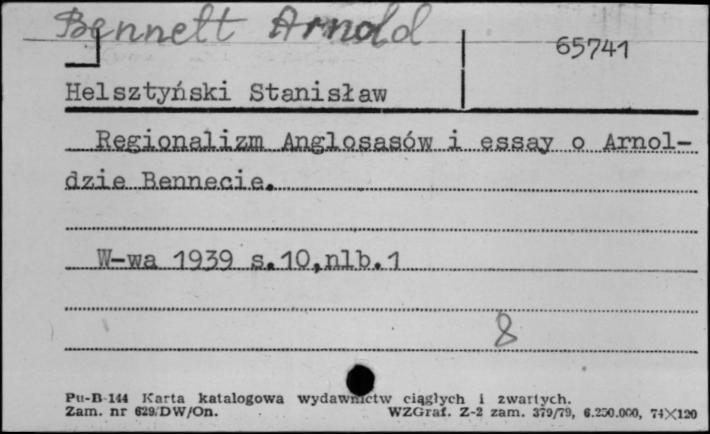 Bennett Arnold
65741
Helsztyński Stanisław
Regionalizm Anglosasów i essay o Arnol-
dzie Bennecie.
W-wa 1939 s.10,nlb.1
8
Pu-B-144 Karta katalogowa wydawnictw ciągłych i zwartych.
Zam. nr 629/DW/On. WZGraf. Z-2 zam. 379/79, 6.250.000, 74×120